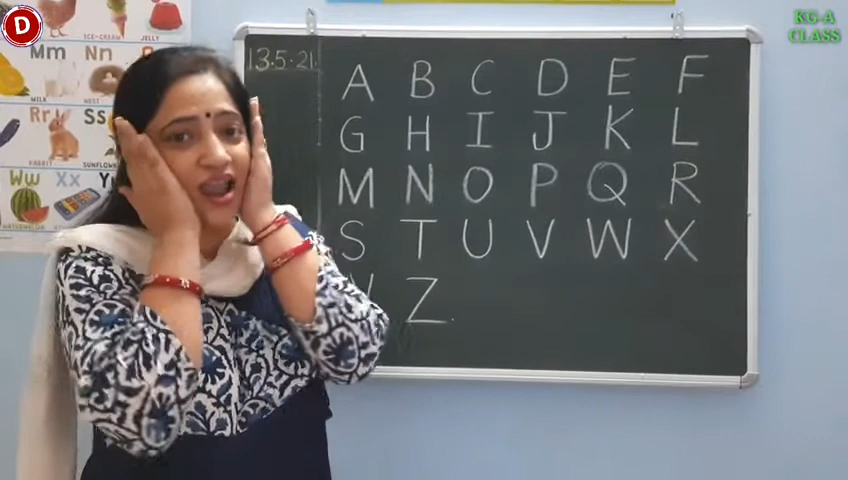 D
KG-A
CLASS
ICE-CREAM
JELLY
Mm Nn
MILK NEST
Rr Ss
RABBIT SUNFLOWER
Ww Xx
WATERMELON
13.5.21
A B C D E F
G H I J K L
M N O P Q R
S T U V W X
Y Z